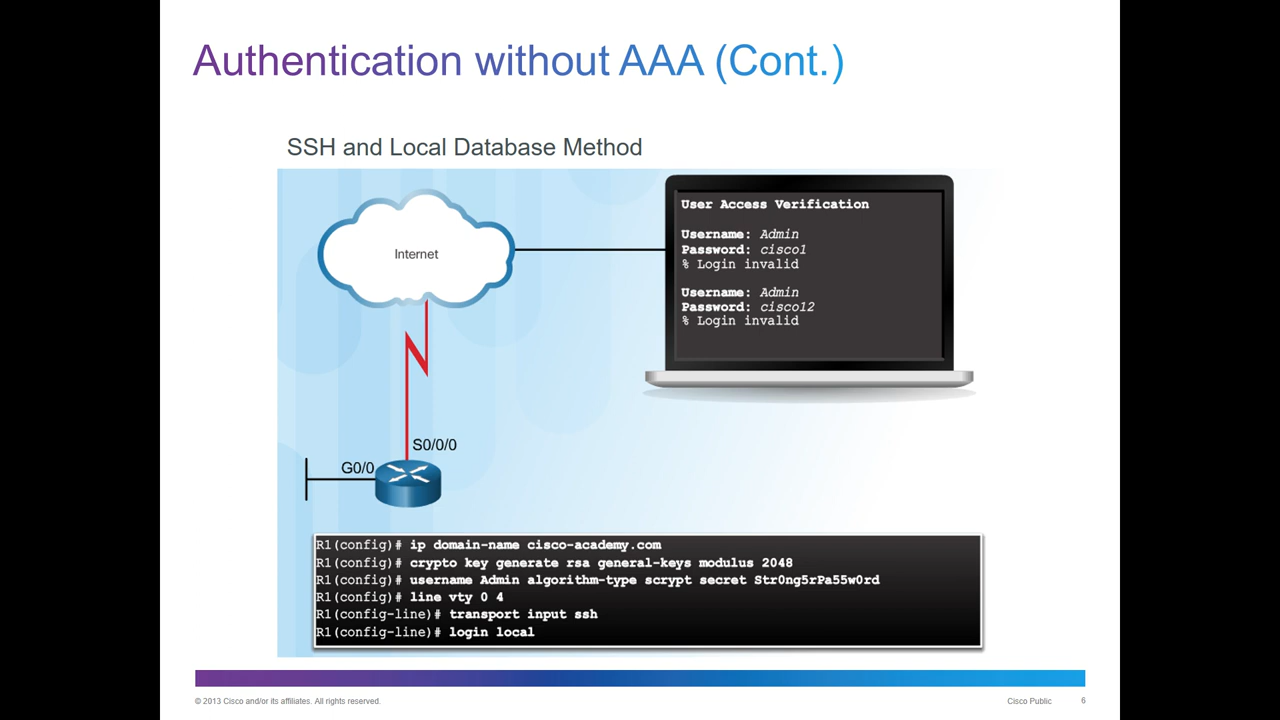 Authentication without AAA (Cont.)
SSH and Local Database Method
Internet
User Access Verification
Username: Admin
Password: cisco1
% Login invalid
Username: Admin
Password: cisco12
% Login invalid
S0/0/0
G0/0
R1(config)# ip domain-name cisco-academy.com
R1(config)# crypto key generate rsa general-keys modulus 2048
R1(config)# username Admin algorithm-type scrypt secret Str0ng5rPa55w0rd
R1(config)# line vty 0 4
R1(config-line)# transport input ssh
R1(config-line)# login local
© 2013 Cisco and/or its affiliates. All rights reserved.
Cisco Public
6